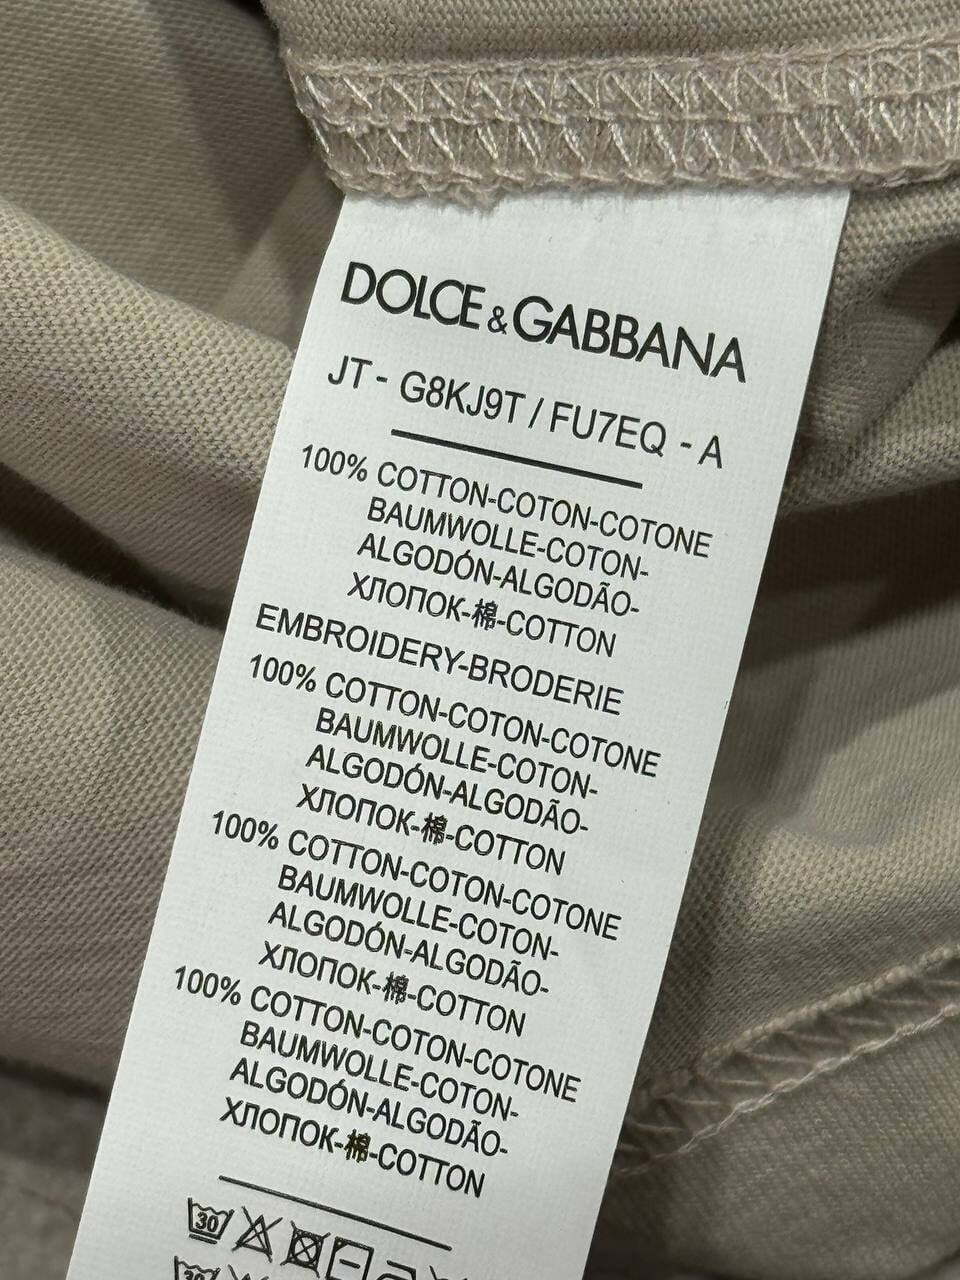 DOLCE&GABBANA
JT - G8KJ9T / FU7EQ - A
100% COTTON-COTON-COTONE
BAUMWOLLE-COTON-
ALGODÓN-ALGODÃO-
ХЛОПОК-棉-COTTON
EMBROIDERY-BRODERIE
100% COTTON-COTON-COTONE
BAUMWOLLE-COTON-
ALGODÓN-ALGODÃO-
ХЛОПОК-棉-COTTON
100% COTTON-COTON-COTONE
BAUMWOLLE-COTON-
ALGODÓN-ALGODÃO-
ХЛОПОК-棉-COTTON
100% COTTON-COTON-COTONE
BAUMWOLLE-COTON-
ALGODÓN-ALGODÃO-
ХЛОПОК-棉-COTTON
30
30